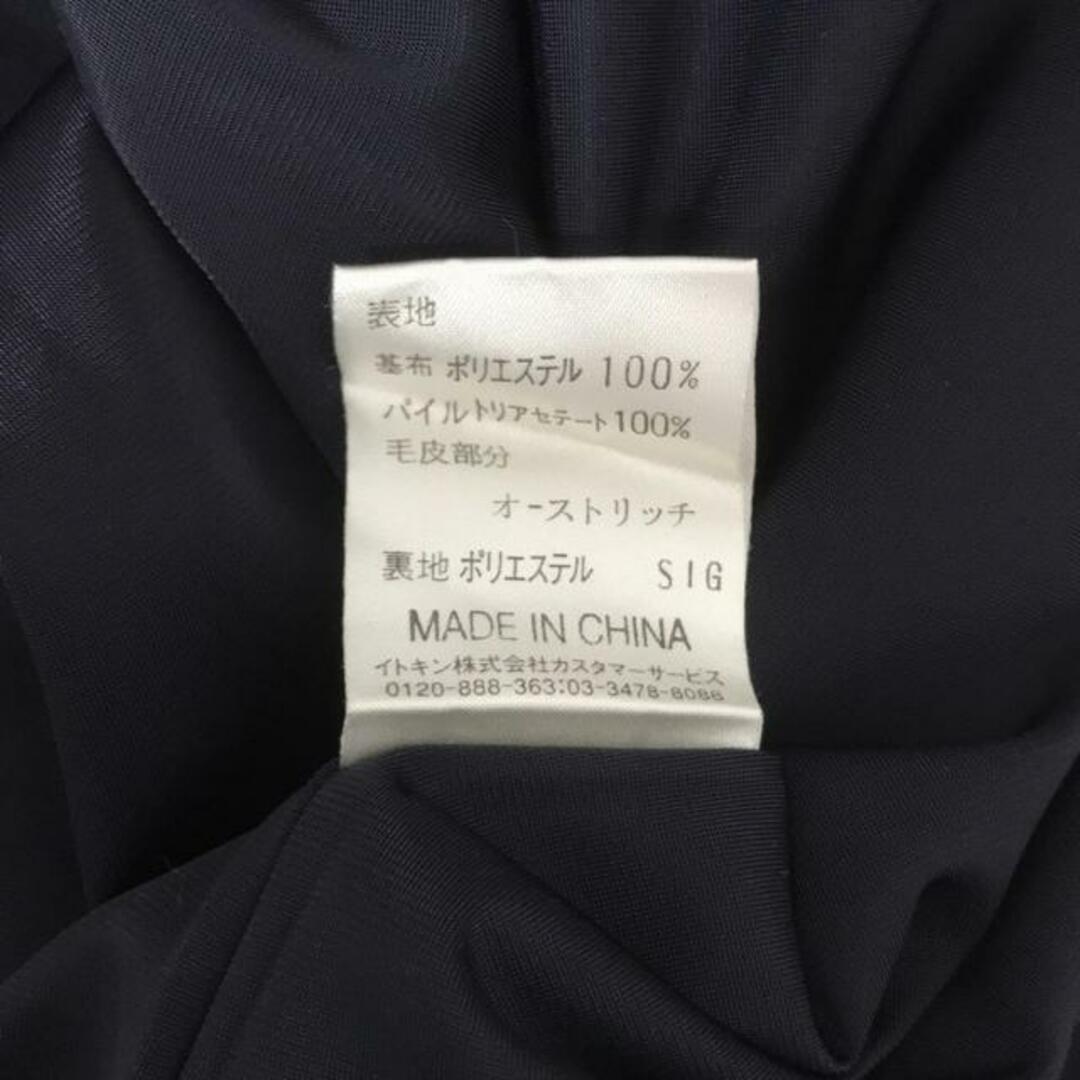 表地
基布 ポリエステル 100%
パイルトリアセテート100%
毛皮部分
オーストリッチ
裏地 ポリエステル SIG
MADE IN CHINA
イトキン株式会社カスタマーサービス
0120-888-363:03-3478-8088